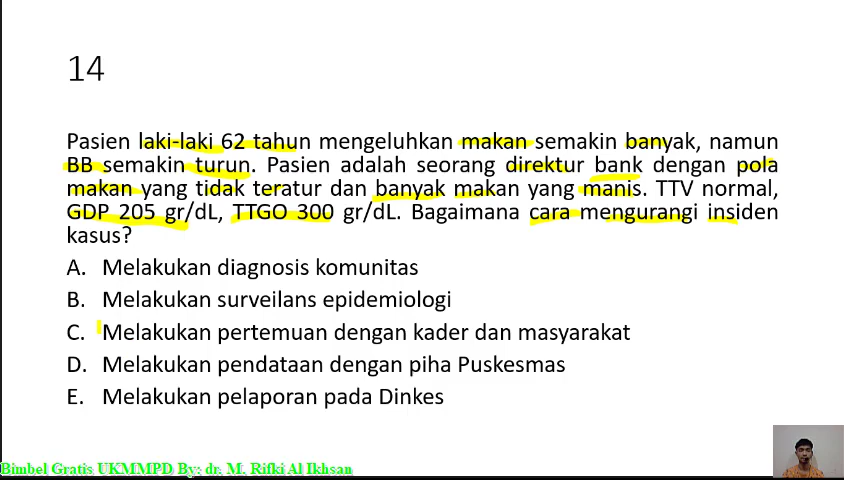 14
Pasien laki-laki 62 tahun mengeluhkan makan semakin banyak, namun
BB semakin turun. Pasien adalah seorang direktur bank dengan pola
makan yang tidak teratur dan banyak makan yang manis. TTV normal,
GDP 205 gr/dL, TTGO 300 gr/dL. Bagaimana cara mengurangi insiden
kasus?
A. Melakukan diagnosis komunitas
B. Melakukan surveilans epidemiologi
C. Melakukan pertemuan dengan kader dan masyarakat
D. Melakukan pendataan dengan piha Puskesmas
E. Melakukan pelaporan pada Dinkes
Bimbel Gratis UKMMPD By: dr. M. Rifki Al Ikhsan